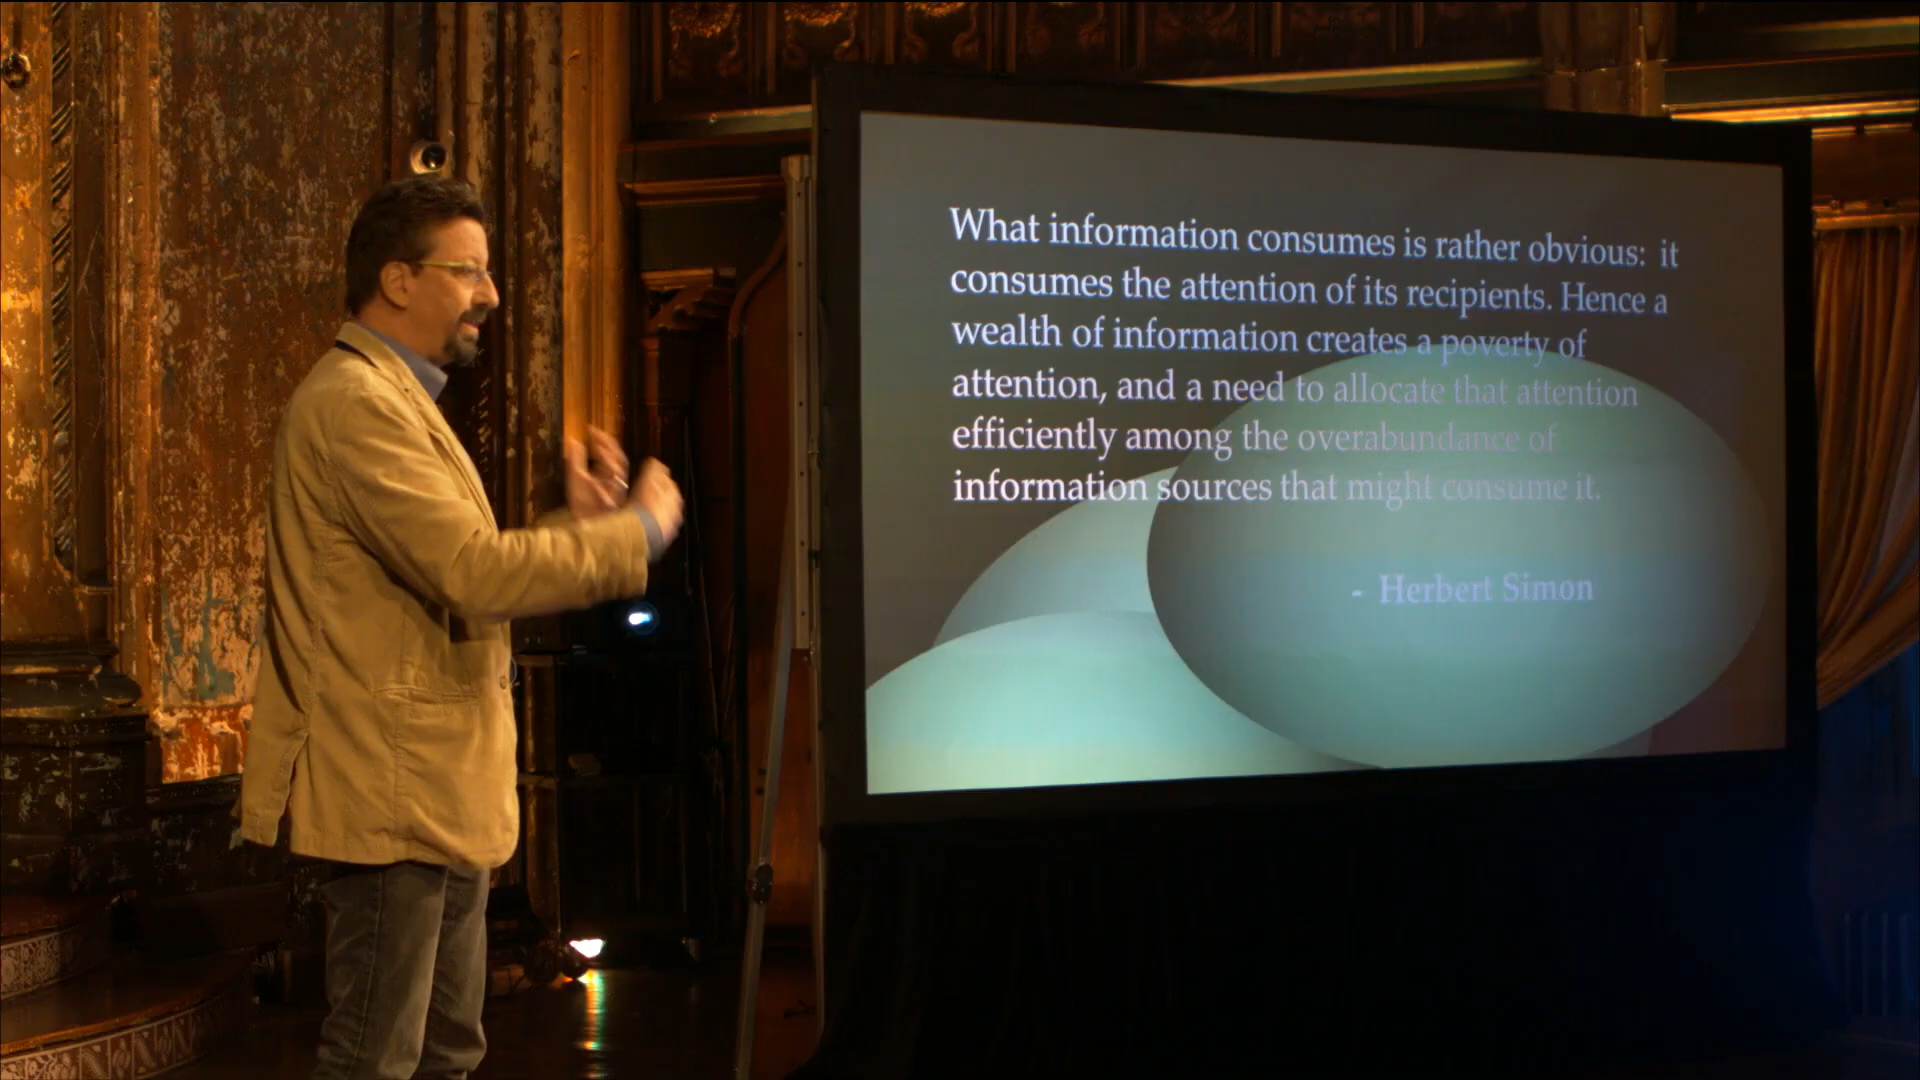 What information consumes is rather obvious: it
consumes the attention of its recipients. Hence a
wealth of information creates a poverty of
attention, and a need to allocate that attention
efficiently among the overabundance of
information sources that might consume it.
- Herbert Simon